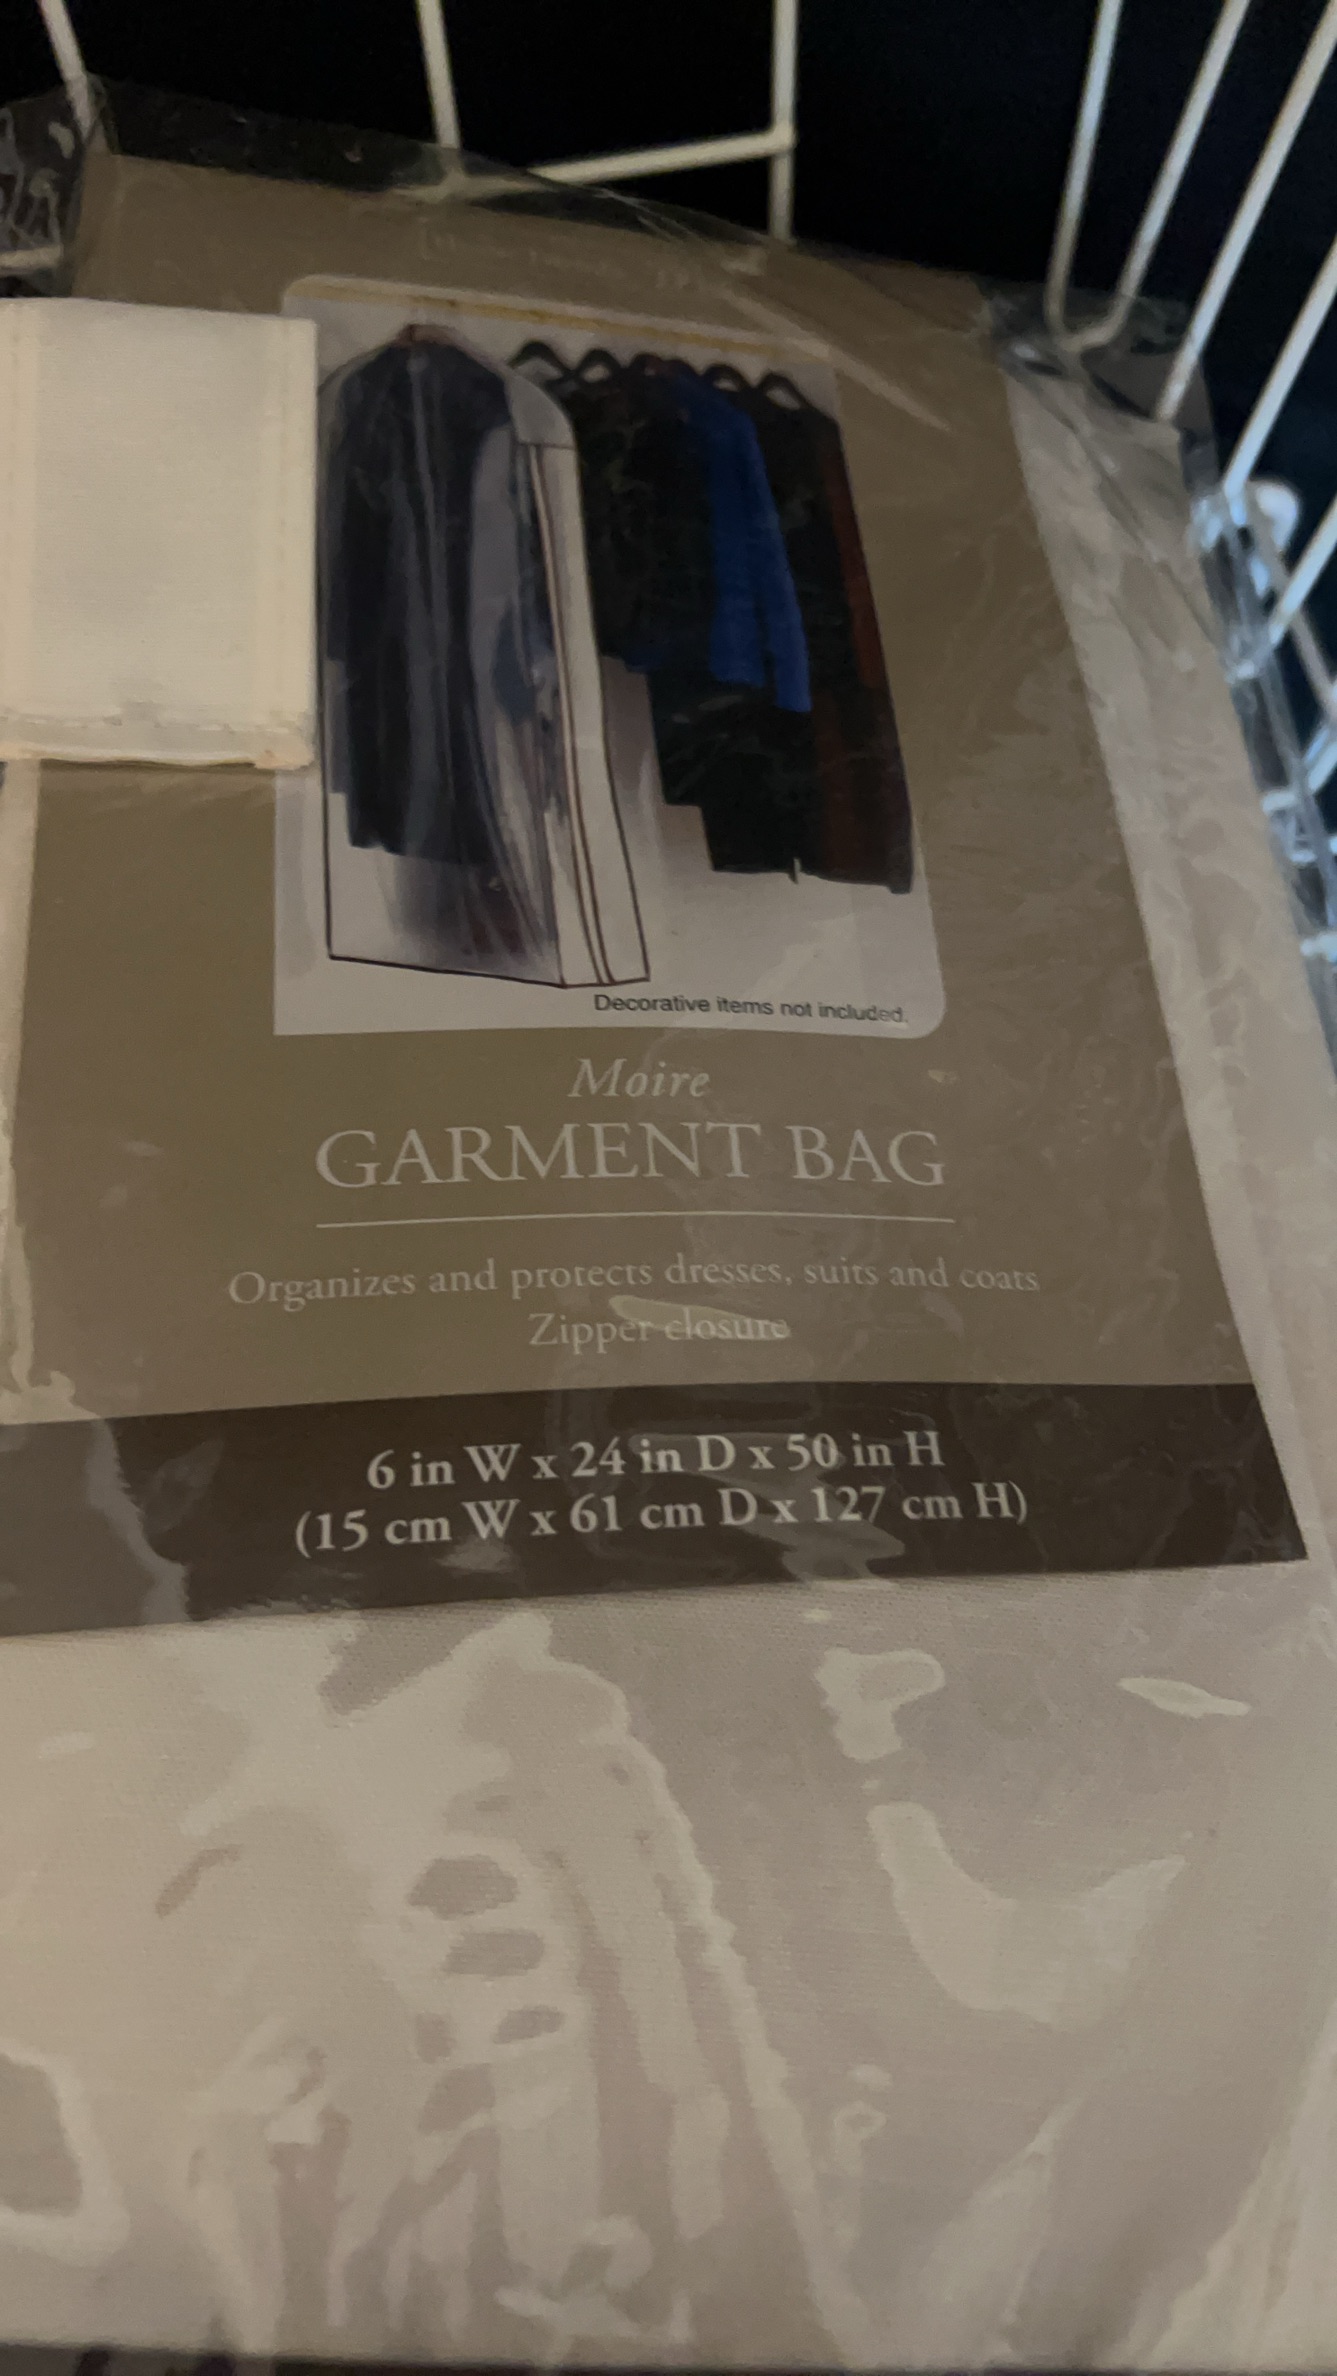 Decorative items not included.
Moire
GARMENT BAG
Organizes and protects dresses, suits and coats
Zipper closure
6 in W x 24 in D x 50 in H
(15 cm W x 61 cm D x 127 cm H)